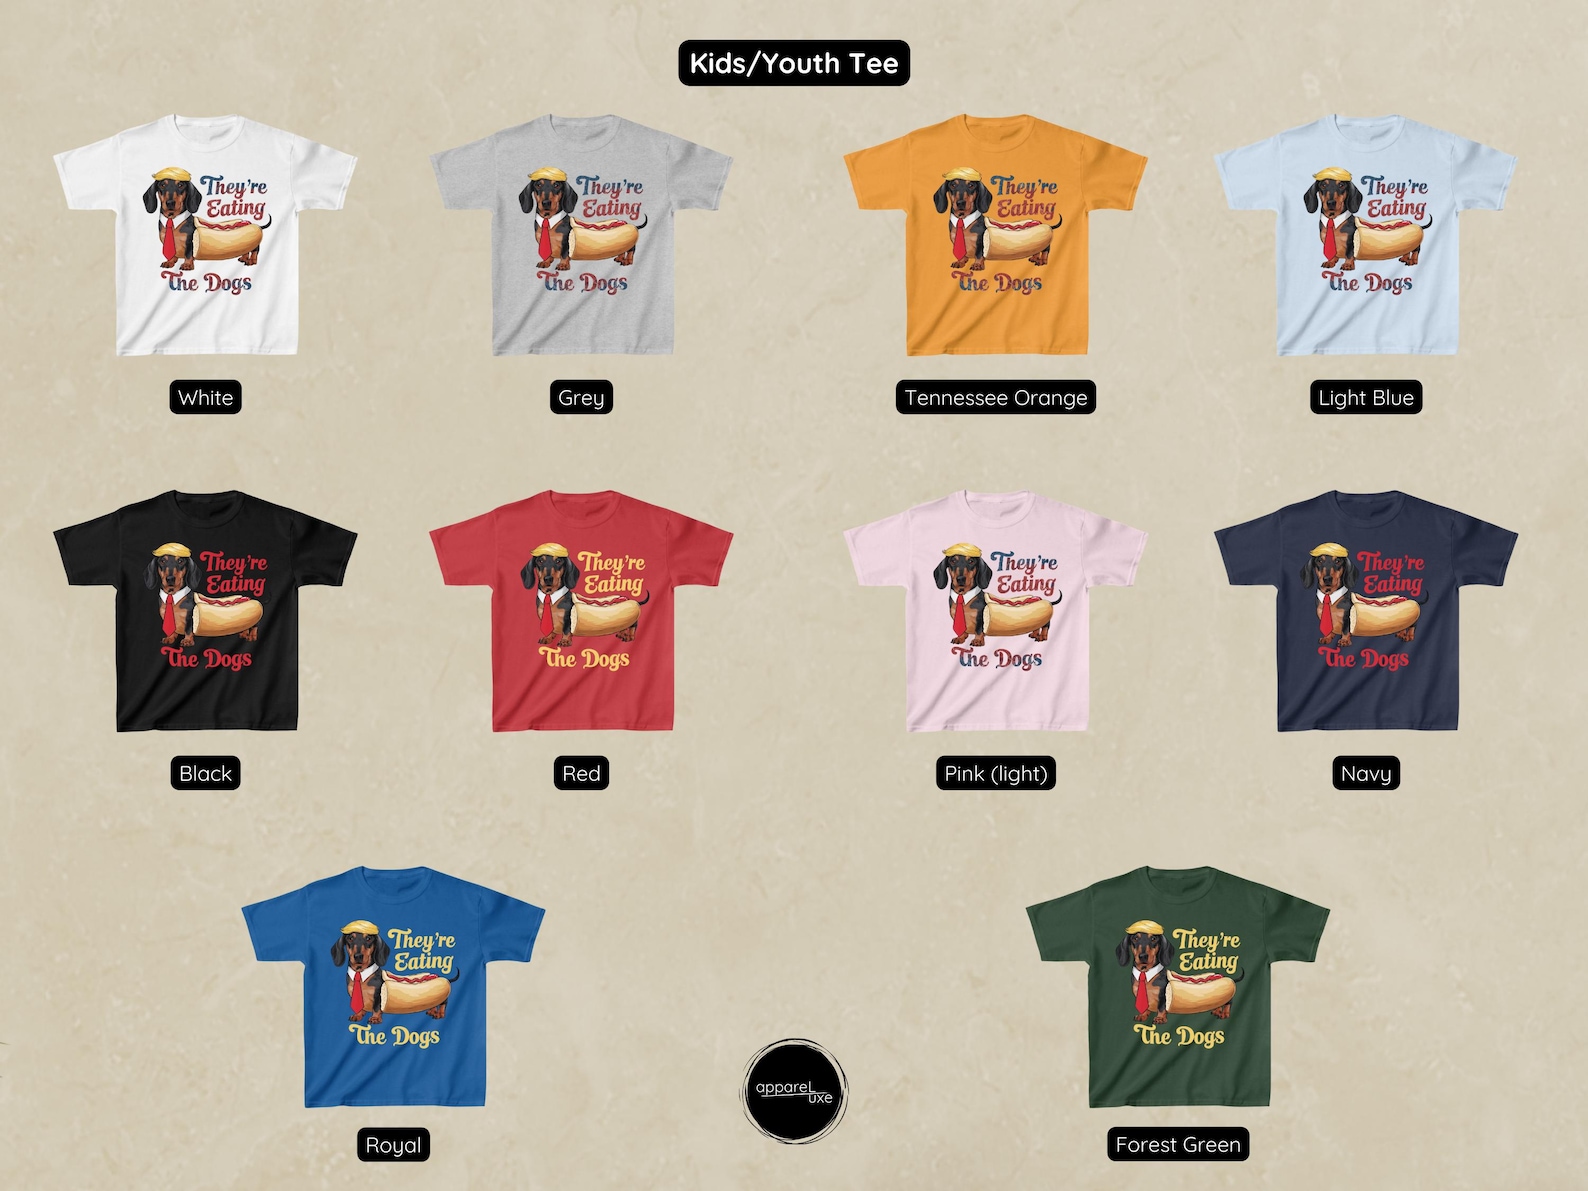 Kids/Youth Tee
They're
Eating
The Dogs
White
They're
Eating
The Dogs
Grey
They're
Eating
The Dogs
Tennessee Orange
They're
Eating
The Dogs
Light Blue
They're
Eating
The Dogs
Black
They're
Eating
The Dogs
Red
They're
Eating
The Dogs
Pink (light)
They're
Eating
The Dogs
Navy
They're
Eating
The Dogs
Royal
appareL
uxe
They're
Eating
The Dogs
Forest Green